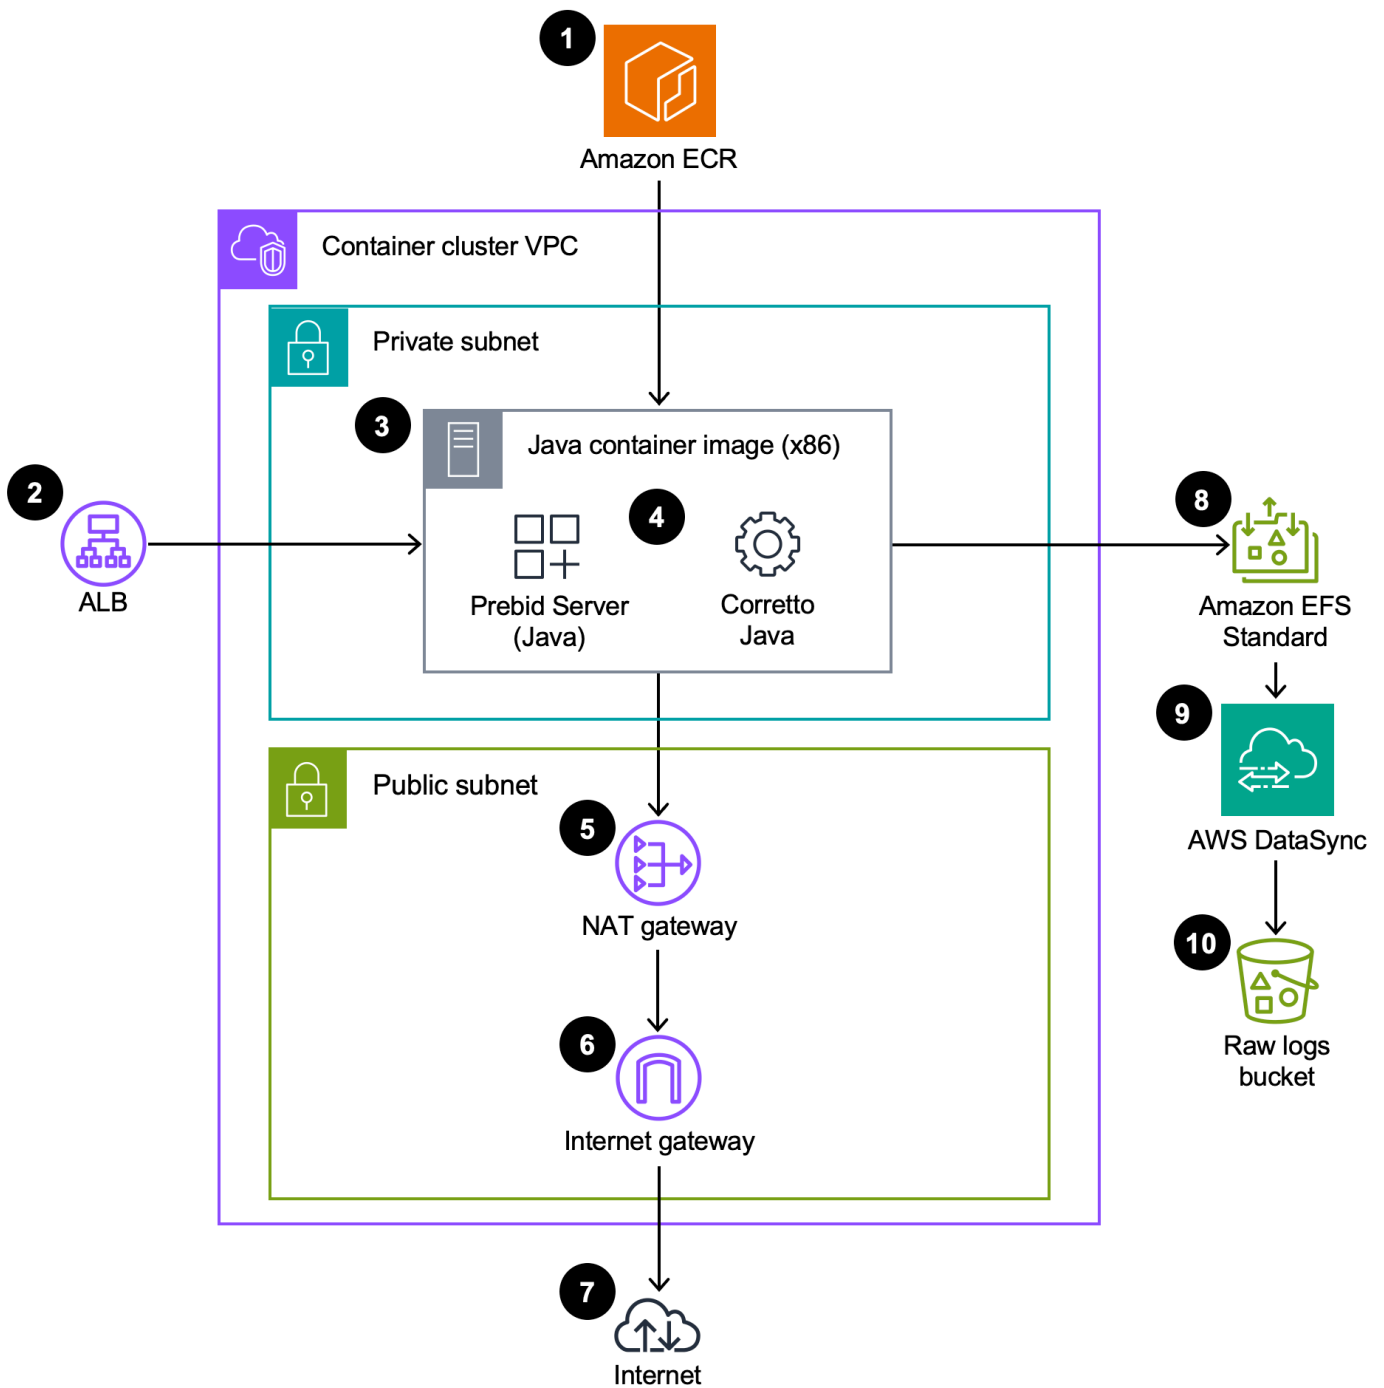 1
Amazon ECR
Container cluster VPC
Private subnet
3
Java container image (x86)
2
ALB
4
Prebid Server
(Java)
Corretto
Java
8
Amazon EFS
Standard
9
AWS DataSync
10
Raw logs
bucket
Public subnet
5
NAT gateway
6
Internet gateway
7
Internet